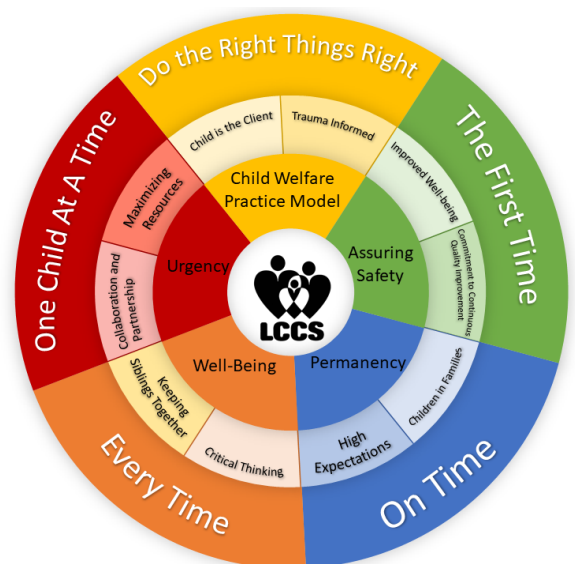 Do the Right Things Right
The First Time
On Time
Every Time
One Child At A Time
Child is the Client
Trauma Informed
Improved Well-being
Commitment to Continuous
Quality Improvement
Children in Families
High
Expectations
Critical Thinking
Keeping
Siblings Together
Collaboration and
Partnership
Maximizing
Resources
Child Welfare
Practice Model
Assuring
Safety
Permanency
Well-Being
Urgency
LCCS